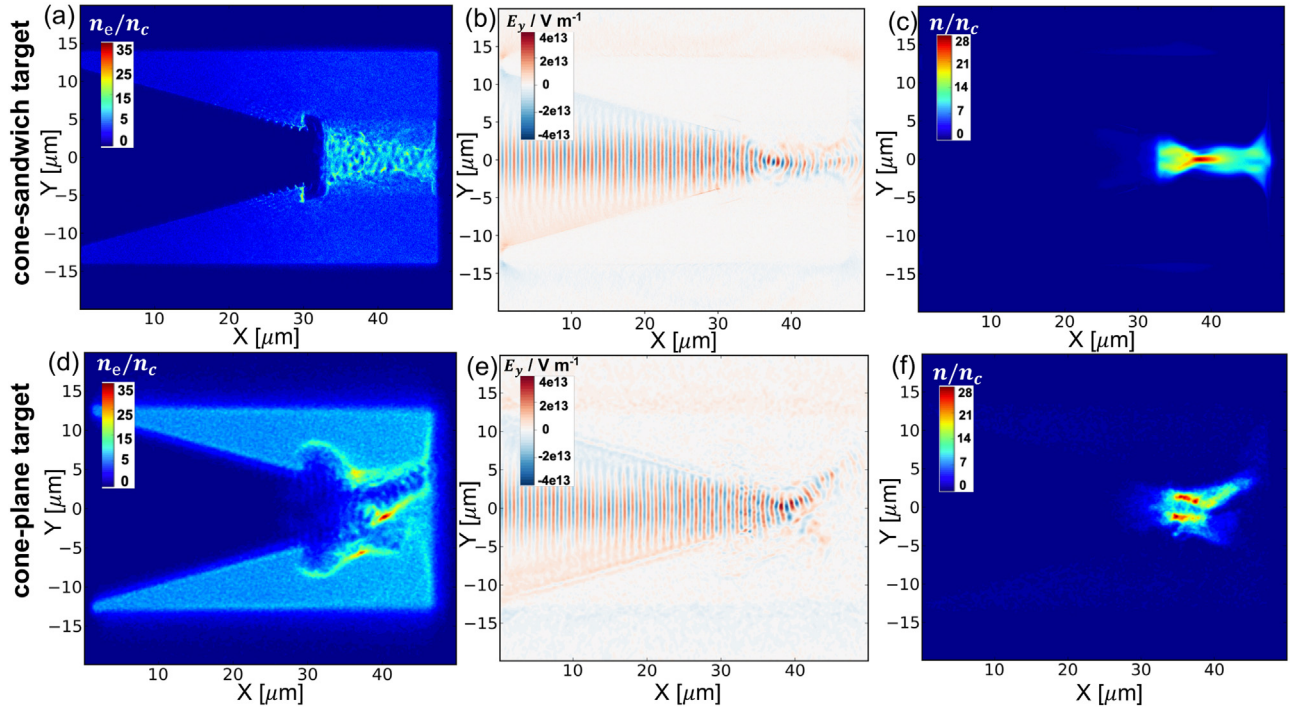 cone-sandwich target
(a)
n_e/n_c
35
25
15
5
0
15
10
5
0
−5
−10
−15
Y [μm]
10 20 30 40
X [μm]
(b)
E_y / V m⁻¹
4e13
2e13
0
-2e13
-4e13
15
10
5
0
−5
−10
−15
Y [μm]
10 20 30 40
X [μm]
(c)
n/n_c
28
21
14
7
0
15
10
5
0
−5
−10
−15
Y [μm]
10 20 30 40
X [μm]
cone-plane target
(d)
n_e/n_c
35
25
15
5
0
15
10
5
0
−5
−10
−15
Y [μm]
10 20 30 40
X [μm]
(e)
E_y / V m⁻¹
4e13
2e13
0
-2e13
-4e13
15
10
5
0
−5
−10
−15
Y [μm]
10 20 30 40
X [μm]
(f)
n/n_c
28
21
14
7
0
15
10
5
0
−5
−10
−15
Y [μm]
10 20 30 40
X [μm]